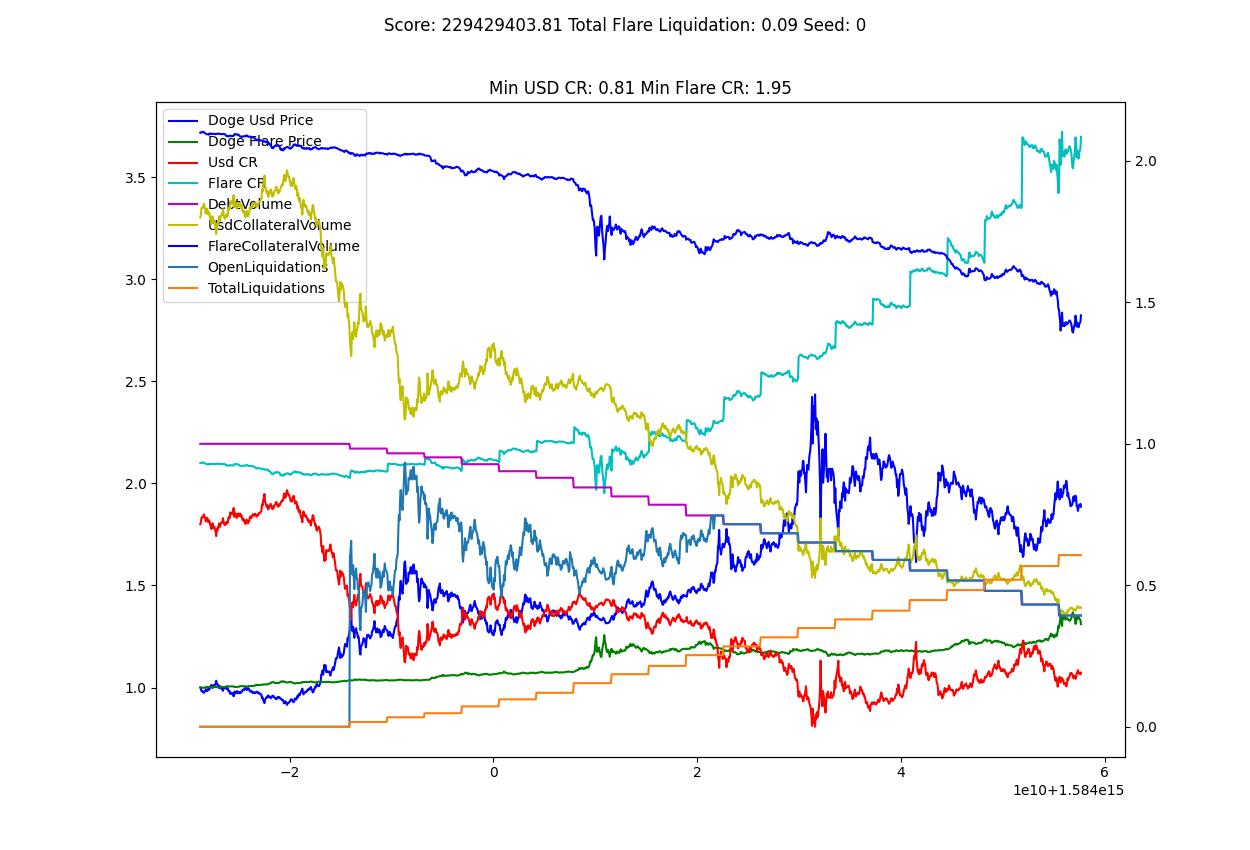 Score: 229429403.81 Total Flare Liquidation: 0.09 Seed: 0
Min USD CR: 0.81 Min Flare CR: 1.95
Doge Usd Price
Doge Flare Price
Usd CR
Flare CR
DebtVolume
UsdCollateralVolume
FlareCollateralVolume
OpenLiquidations
TotalLiquidations
3.5
3.0
2.5
2.0
1.5
1.0
2.0
1.5
1.0
0.5
0.0
−2
0
2
4
6
1e10+1.584e15